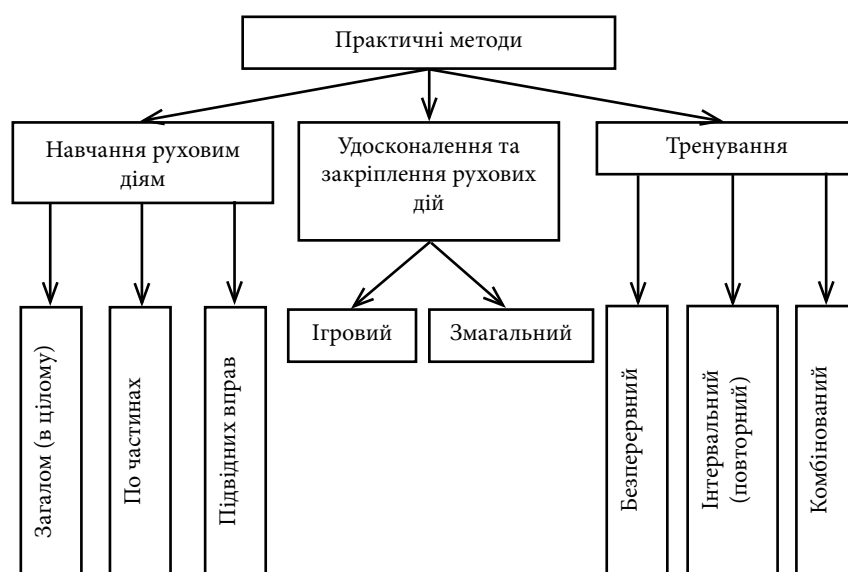 Практичні методи
Навчання руховим
діям
Удосконалення та
закріплення рухових
дій
Тренування
Загалом (в цілому)
По частинах
Підвідних вправ
Ігровий
Змагальний
Безперервний
Інтервальний
(повторний)
Комбінований